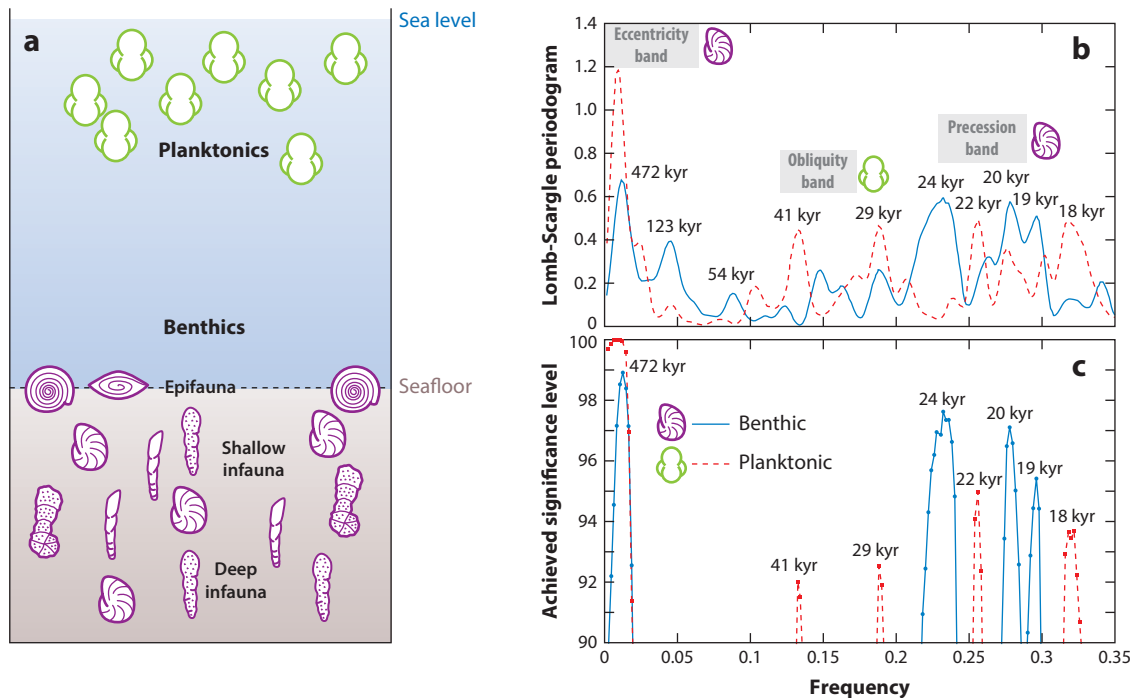 a
Sea level
Planktonics
Benthics
Epifauna
Seafloor
Shallow
infauna
Deep
infauna
b
Lomb-Scargle periodogram
1.4
1.2
1.0
0.8
0.6
0.4
0.2
0
Eccentricity
band
Obliquity
band
Precession
band
472 kyr
123 kyr
54 kyr
41 kyr
29 kyr
24 kyr
22 kyr
20 kyr
19 kyr
18 kyr
c
Achieved significance level
100
98
96
94
92
90
472 kyr
Benthic
Planktonic
41 kyr
29 kyr
24 kyr
22 kyr
20 kyr
19 kyr
18 kyr
0
0.05
0.1
0.15
0.2
0.25
0.3
0.35
Frequency